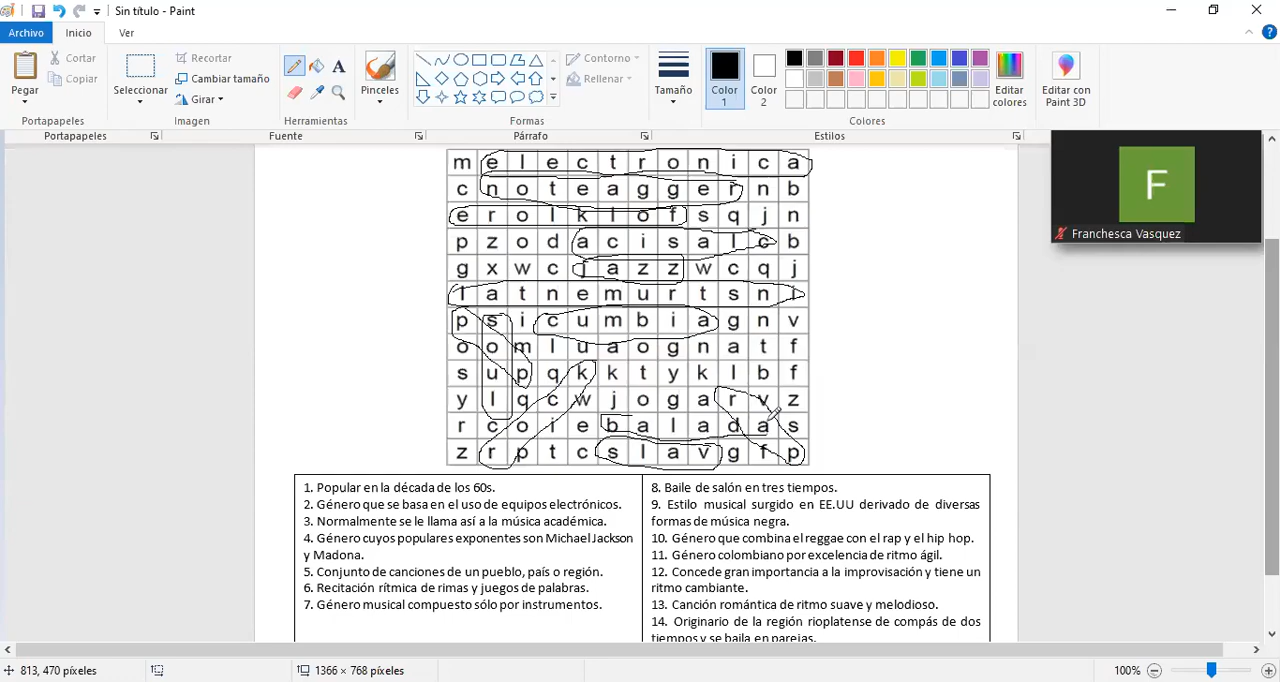 Sin título - Paint
Archivo Inicio Ver
Pegar
Cortar
Copiar
Seleccionar
Recortar
Cambiar tamaño
Girar
A
Pinceles
Contorno
Rellenar
Tamaño
Color 1
Color 2
Editar colores
Editar con Paint 3D
Portapapeles Imagen Herramientas Formas Colores
Portapapeles Fuente Párrafo Estilos
F
Franchesca Vasquez
m e l e c t r o n i c a
c n o t e a g g e r n b
e r o l k l o f s q j n
p z o d a c i s a l c b
g x w c j a z z w c q j
l a t n e m u r t s n i
p s i c u m b i a g n v
o o m l u a o g n a t f
s u p q k k t y k l b f
y l q c w j o g a r v z
r c o i e b a l a d a s
z r p t c s l a v g f p
1. Popular en la década de los 60s.
2. Género que se basa en el uso de equipos electrónicos.
3. Normalmente se le llama así a la música académica.
4. Género cuyos populares exponentes son Michael Jackson
y Madona.
5. Conjunto de canciones de un pueblo, país o región.
6. Recitación rítmica de rimas y juegos de palabras.
7. Género musical compuesto sólo por instrumentos.
8. Baile de salón en tres tiempos.
9. Estilo musical surgido en EE.UU derivado de diversas
formas de música negra.
10. Género que combina el reggae con el rap y el hip hop.
11. Género colombiano por excelencia de ritmo ágil.
12. Concede gran importancia a la improvisación y tiene un
ritmo cambiante.
13. Canción romántica de ritmo suave y melodioso.
14. Originario de la región rioplatense de compás de dos
tiempos y se baila en parejas.
813, 470 píxeles
1366 × 768 píxeles
100%